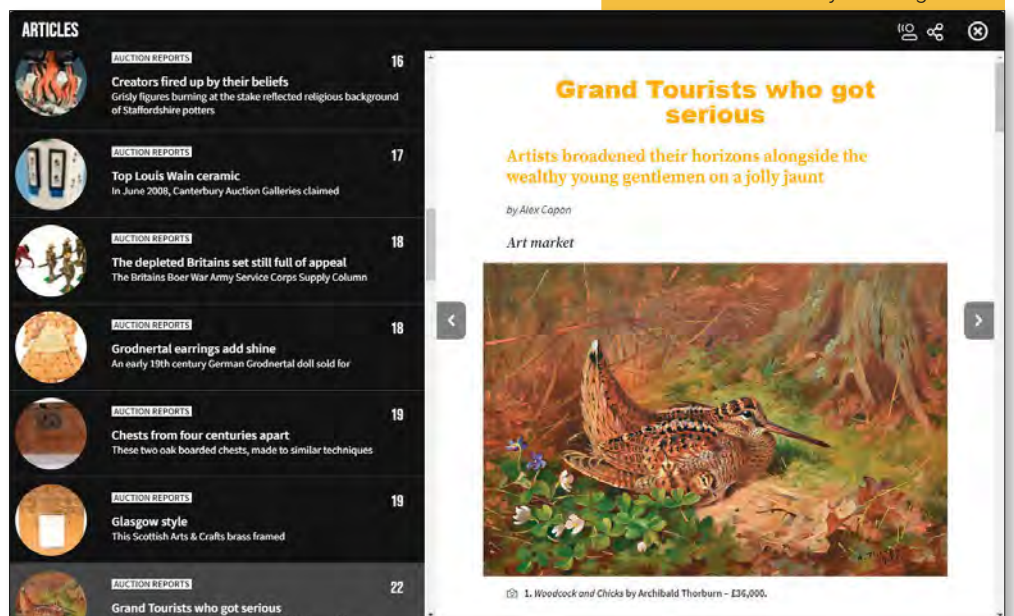 ARTICLES
AUCTION REPORTS
16
Creators fired up by their beliefs
Grisly figures burning at the stake reflected religious background
of Staffordshire potters
AUCTION REPORTS
17
Top Louis Wain ceramic
In June 2008, Canterbury Auction Galleries claimed
AUCTION REPORTS
18
The depleted Britains set still full of appeal
The Britains Boer War Army Service Corps Supply Column
AUCTION REPORTS
18
Grodnertal earrings add shine
An early 19th century German Grodnertal doll sold for
AUCTION REPORTS
19
Chests from four centuries apart
These two oak boarded chests, made to similar techniques
AUCTION REPORTS
19
Glasgow style
This Scottish Arts & Crafts brass framed
AUCTION REPORTS
22
Grand Tourists who got serious
Grand Tourists who got
serious
Artists broadened their horizons alongside the
wealthy young gentlemen on a jolly jaunt
by Alex Capon
Art market
1. Woodcock and Chicks by Archibald Thorburn – £36,000.